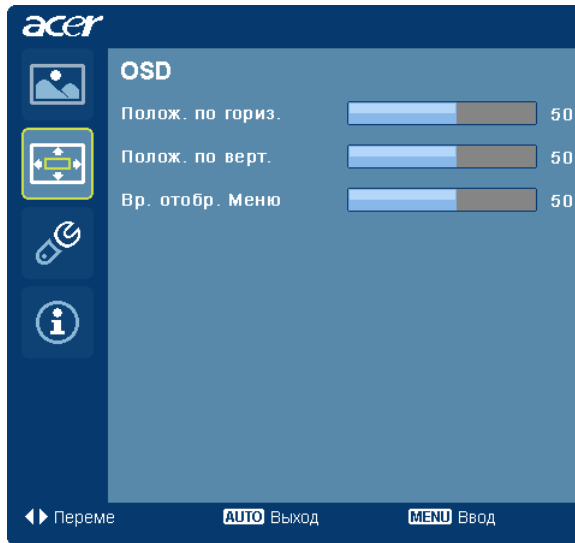 acer
OSD
Полож. по гориз. 50
Полож. по верт. 50
Вр. отобр. Меню 50
Переме AUTO Выход MENU Ввод